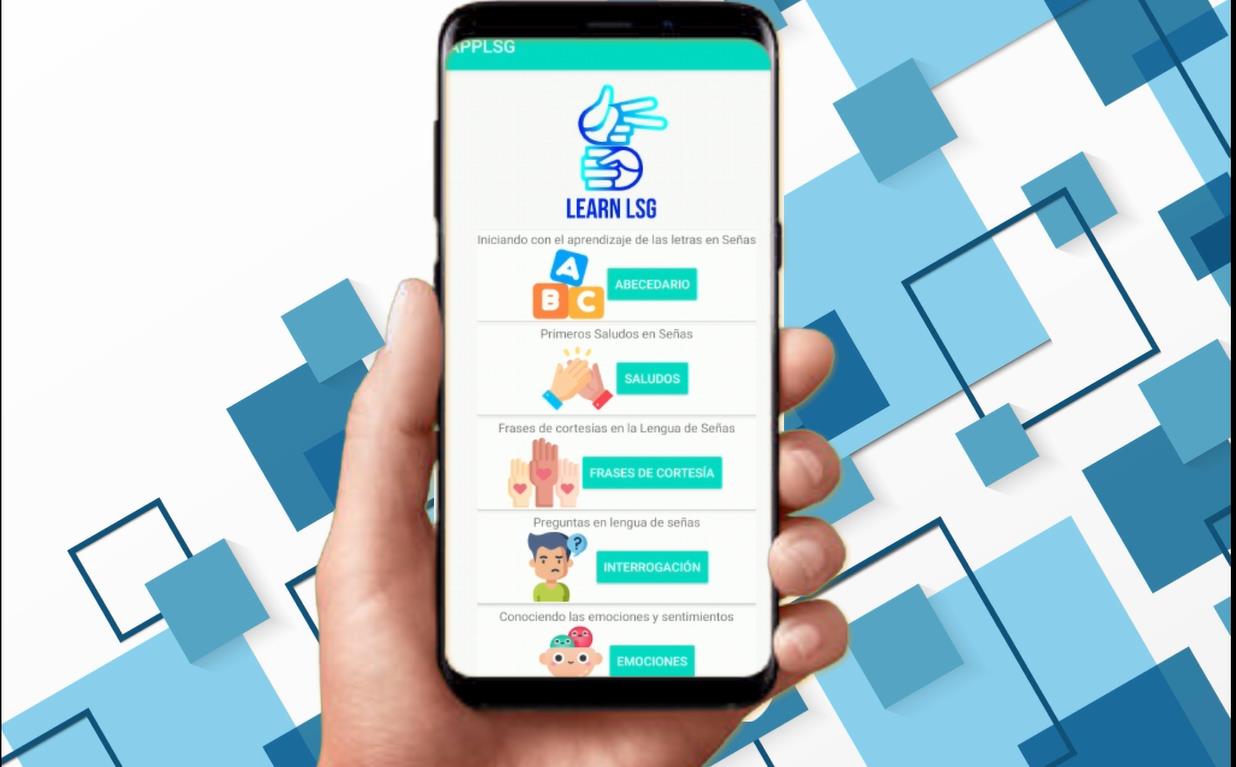 APPLSG
LEARN LSG
Iniciando con el aprendizaje de las letras en Señas
A
B C
ABECEDARIO
Primeros Saludos en Señas
SALUDOS
Frases de cortesias en la Lengua de Señas
FRASES DE CORTESÍA
Preguntas en lengua de señas
?
INTERROGACIÓN
Conociendo las emociones y sentimientos
EMOCIONES